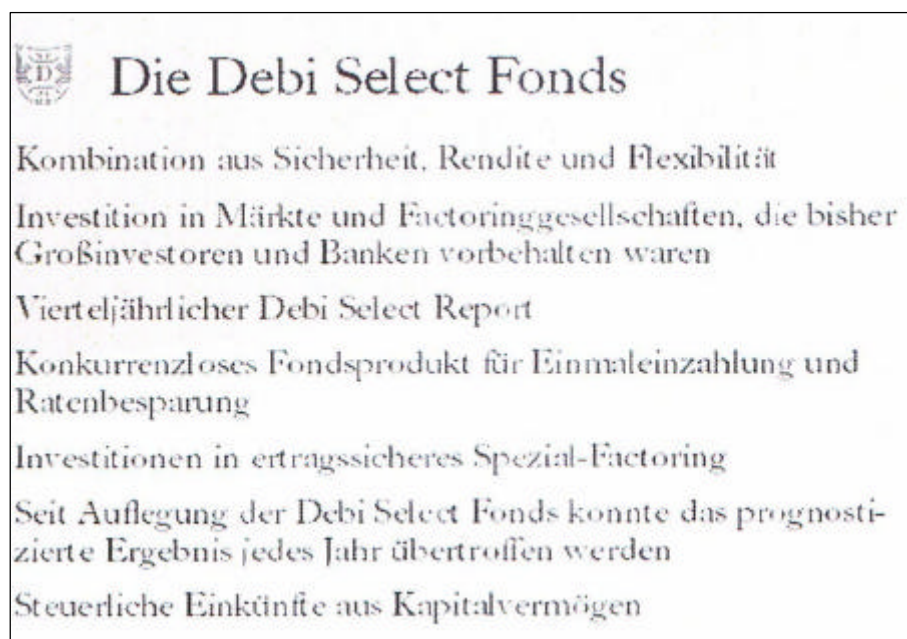 Die Debi Select Fonds
Kombination aus Sicherheit, Rendite und Flexibilität
Investition in Märkte und Factoringgesellschaften, die bisher
Großinvestoren und Banken vorbehalten waren
Vierteljährlicher Debi Select Report
Konkurrenzloses Fondsprodukt für Einmaleinzahlung und
Ratenbesparung
Investitionen in ertragssicheres Spezial-Factoring
Seit Auflegung der Debi Select Fonds konnte das prognosti-
zierte Ergebnis jedes Jahr übertroffen werden
Steuerliche Einkünfte aus Kapitalvermögen